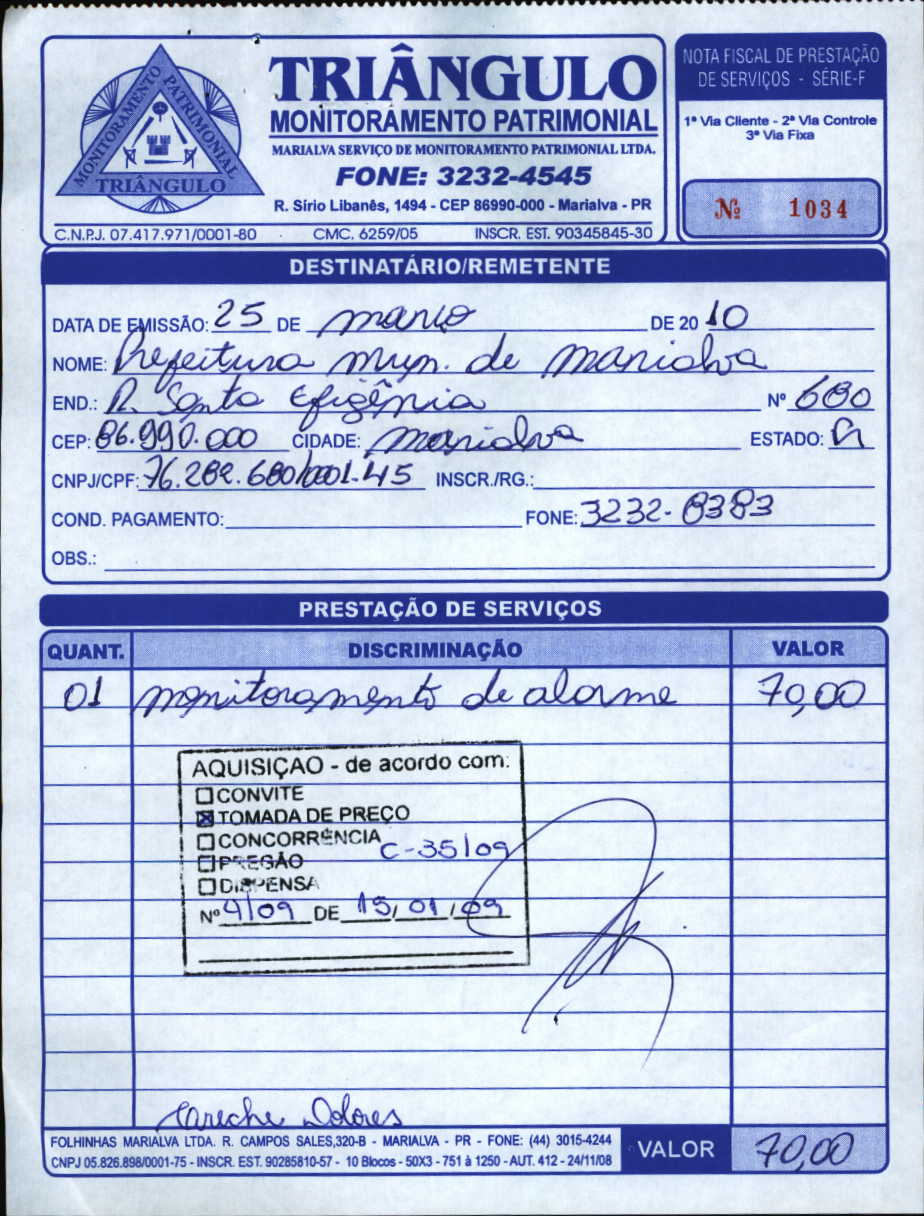 MONITORAMENTO PATRIMONIAL
TRIÂNGULO
TRIÂNGULO
MONITORAMENTO PATRIMONIAL
MARIALVA SERVIÇO DE MONITORAMENTO PATRIMONIAL LTDA.
FONE: 3232-4545
R. Sírio Libanês, 1494 - CEP 86990-000 - Marialva - PR
C.N.P.J. 07.417.971/0001-80 CMC. 6259/05 INSCR. EST. 90345845-30
NOTA FISCAL DE PRESTAÇÃO
DE SERVIÇOS - SÉRIE-F
1ª Via Cliente - 2ª Via Controle
3ª Via Fixa
Nº 1034
DESTINATÁRIO/REMETENTE
DATA DE EMISSÃO: 25 DE março DE 20 10
NOME: Prefeitura Mun. de Marialva
END.: R. Santa Efigênia Nº 680
CEP: 86.990.000 CIDADE: Marialva ESTADO: PR
CNPJ/CPF: 76.282.680/0001-45 INSCR./RG.:
COND. PAGAMENTO: FONE: 3232-8383
OBS.:
PRESTAÇÃO DE SERVIÇOS
QUANT. DISCRIMINAÇÃO VALOR
01 monitoramento de alarme 70,00
AQUISIÇAO - de acordo com:
CONVITE
TOMADA DE PREÇO
CONCORRÊNCIA
C-35/09
PREGÃO
DISPENSA
Nº 4/09 DE 15/01/09
Dolores
FOLHINHAS MARIALVA LTDA. R. CAMPOS SALES,320-B - MARIALVA - PR - FONE: (44) 3015-4244
CNPJ 05.826.898/0001-75 - INSCR. EST. 90285810-57 - 10 Blocos - 50X3 - 751 à 1250 - AUT. 412 - 24/11/08
VALOR 70,00